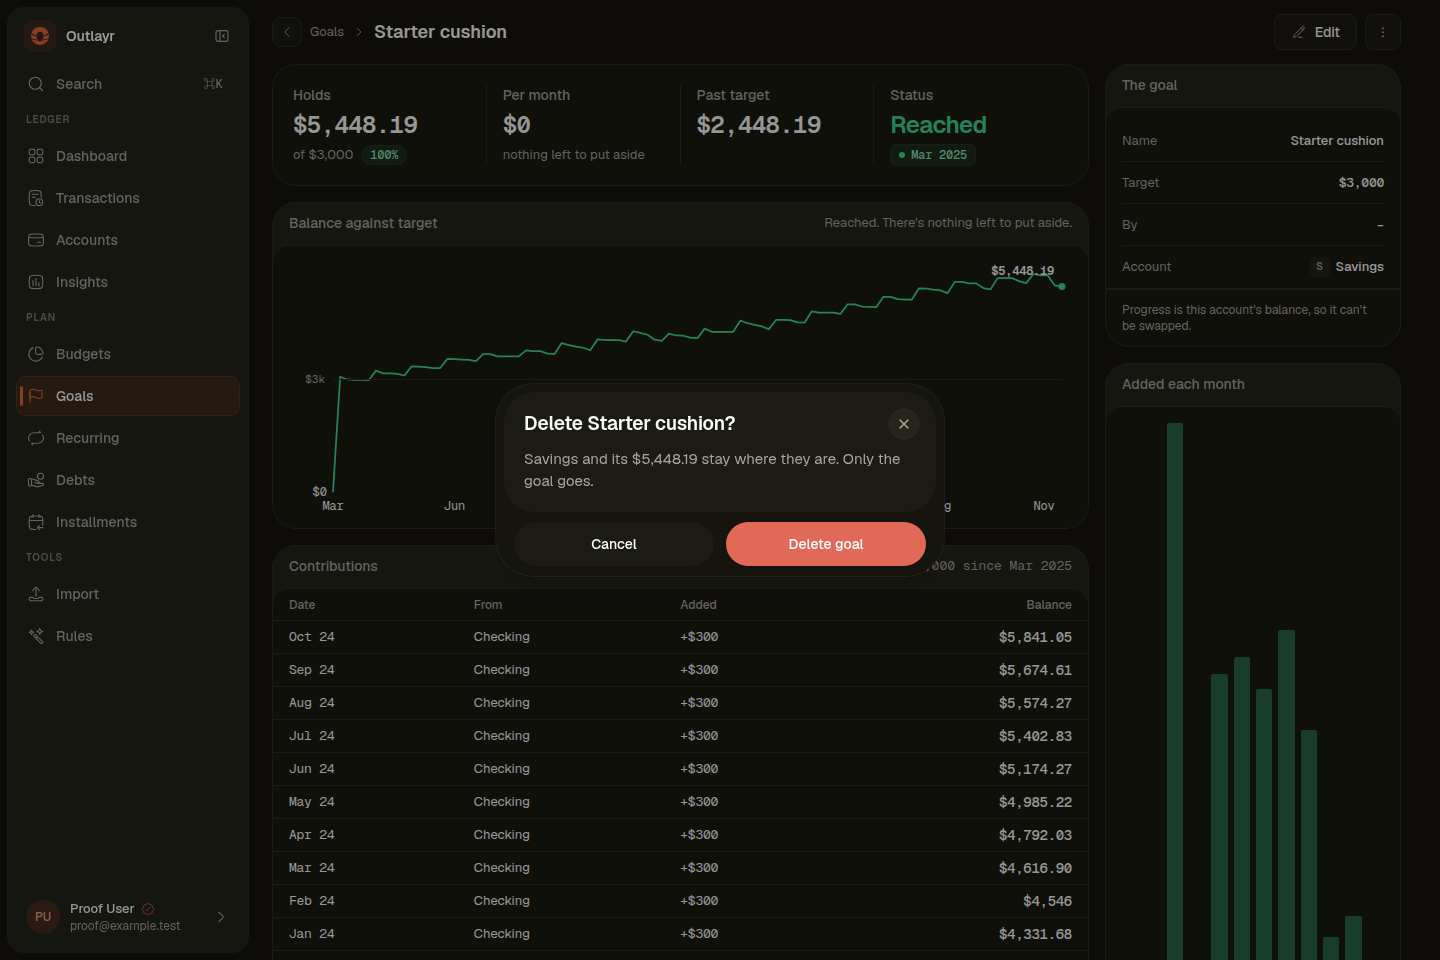 Outlayr
Search
⌘K
LEDGER
Dashboard
Transactions
Accounts
Insights
PLAN
Budgets
Goals
Recurring
Debts
Installments
TOOLS
Import
Rules
PU
Proof User
proof@example.test
Goals
Starter cushion
Edit
Holds
$5,448.19
of $3,000 100%
Per month
$0
nothing left to put aside
Past target
$2,448.19
Status
Reached
Mar 2025
Balance against target
Reached. There's nothing left to put aside.
$5,448.19
$3k
$0
Mar Jun g Nov
Delete Starter cushion?
Savings and its $5,448.19 stay where they are. Only the
goal goes.
Cancel
Delete goal
Contributions
,000 since Mar 2025
Date From Added Balance
Oct 24 Checking +$300 $5,841.05
Sep 24 Checking +$300 $5,674.61
Aug 24 Checking +$300 $5,574.27
Jul 24 Checking +$300 $5,402.83
Jun 24 Checking +$300 $5,174.27
May 24 Checking +$300 $4,985.22
Apr 24 Checking +$300 $4,792.03
Mar 24 Checking +$300 $4,616.90
Feb 24 Checking +$300 $4,546
Jan 24 Checking +$300 $4,331.68
The goal
Name Starter cushion
Target $3,000
By –
Account S Savings
Progress is this account's balance, so it can't
be swapped.
Added each month